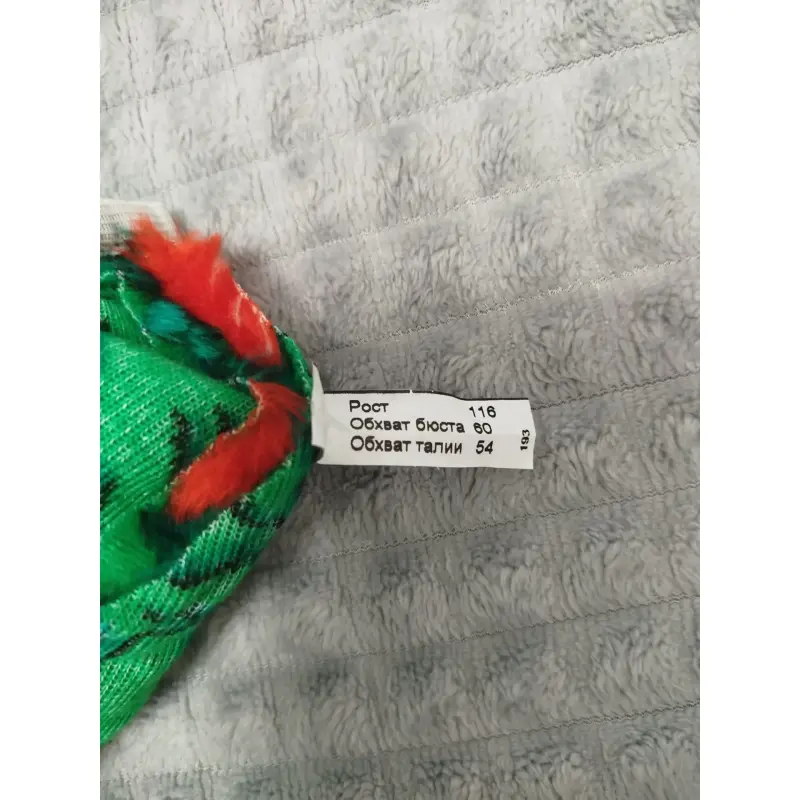 Рост 116
Обхват бюста 60
Обхват талии 54
193